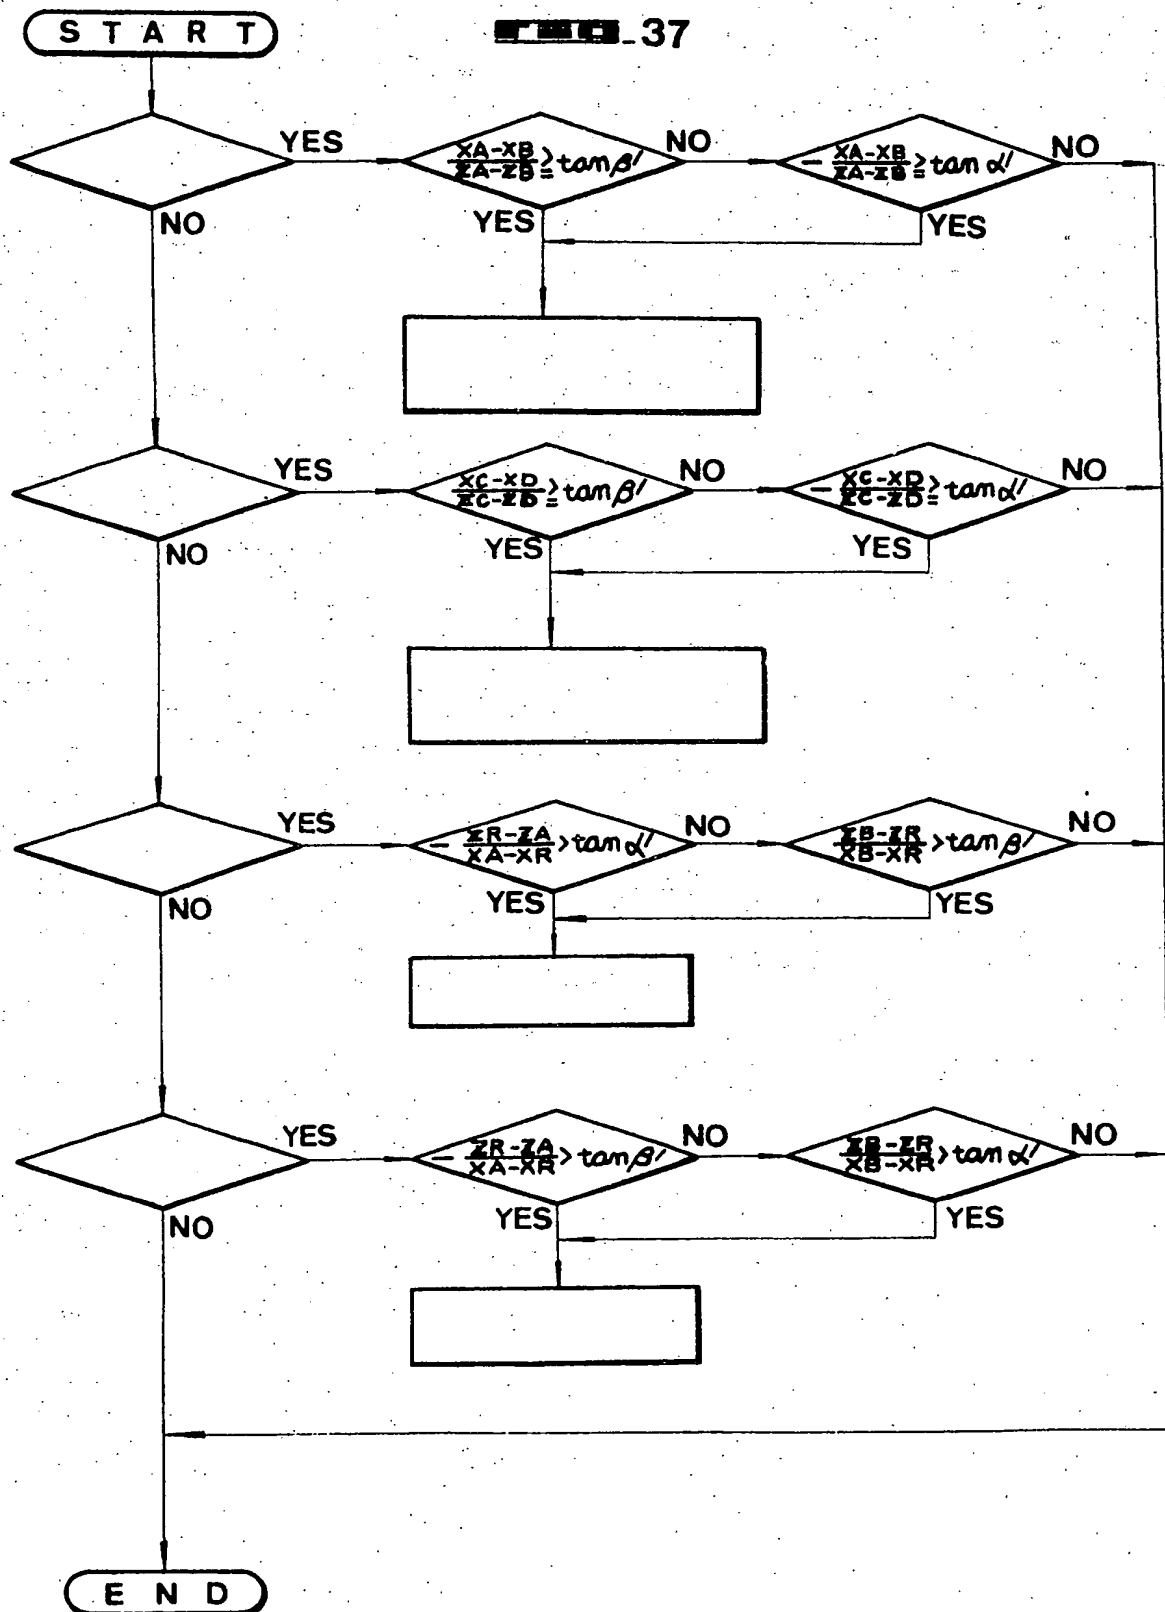 START
37
YES
XA-XB
ZA-ZB ≧ tan β'
NO
- XA-XB
ZA-ZB ≧ tan α'
NO
NO
YES
YES
YES
XC-XD
ZC-ZD ≧ tan β'
NO
- XC-XD
ZC-ZD ≧ tan α'
NO
NO
YES
YES
YES
- ZR-ZA
XA-XR > tan α'
NO
ZB-ZR
XB-XR > tan β'
NO
NO
YES
YES
YES
- ZR-ZA
XA-XR > tan β'
NO
ZB-ZR
XB-XR > tan α'
NO
NO
YES
YES
END